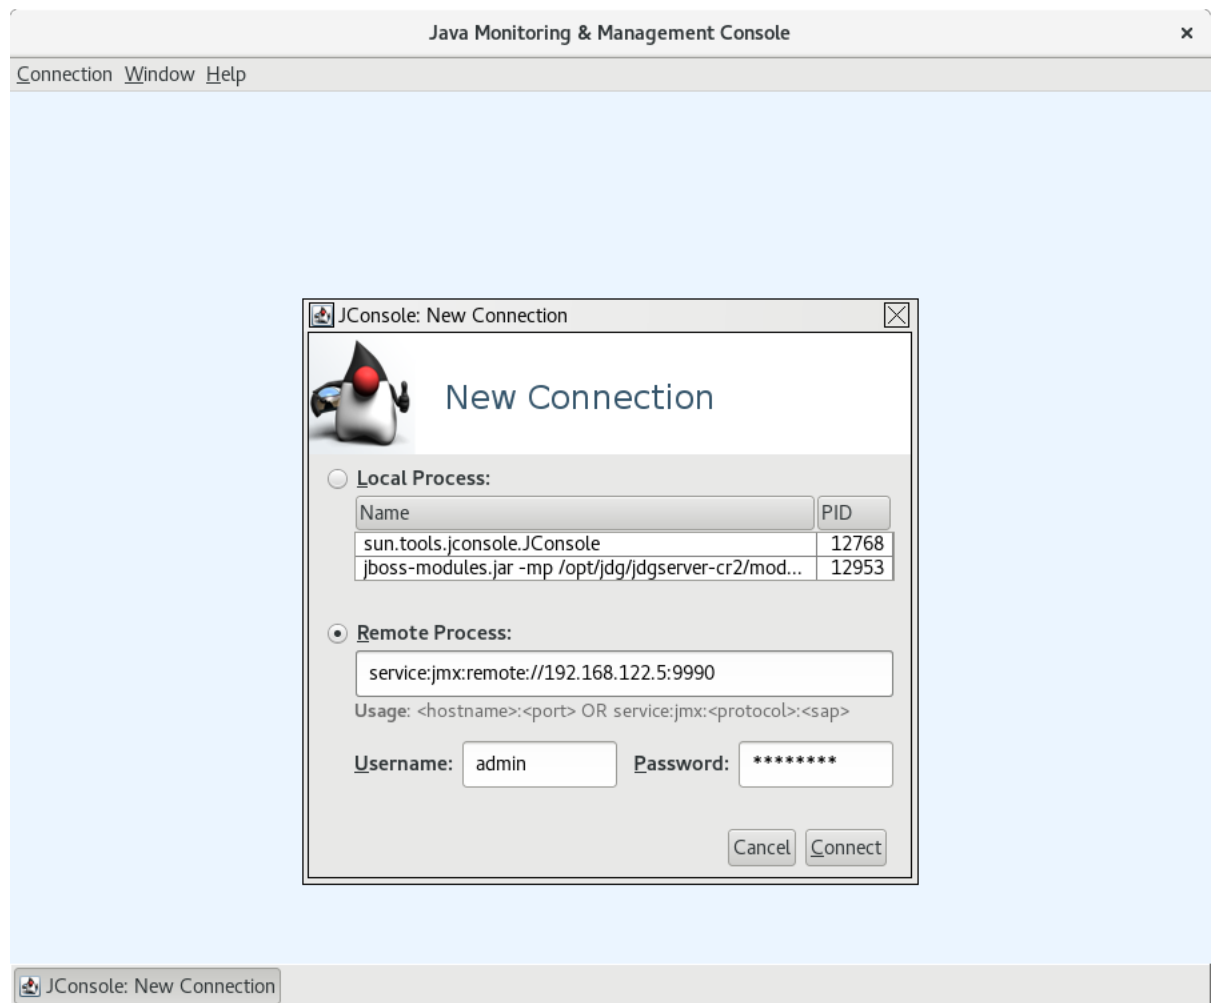 Java Monitoring & Management Console
Connection Window Help
JConsole: New Connection
New Connection
Local Process:
Name PID
sun.tools.jconsole.JConsole 12768
jboss-modules.jar -mp /opt/jdg/jdgserver-cr2/mod... 12953
Remote Process:
service:jmx:remote://192.168.122.5:9990
Usage: <hostname>:<port> OR service:jmx:<protocol>:<sap>
Username: admin Password: ********
Cancel Connect
JConsole: New Connection